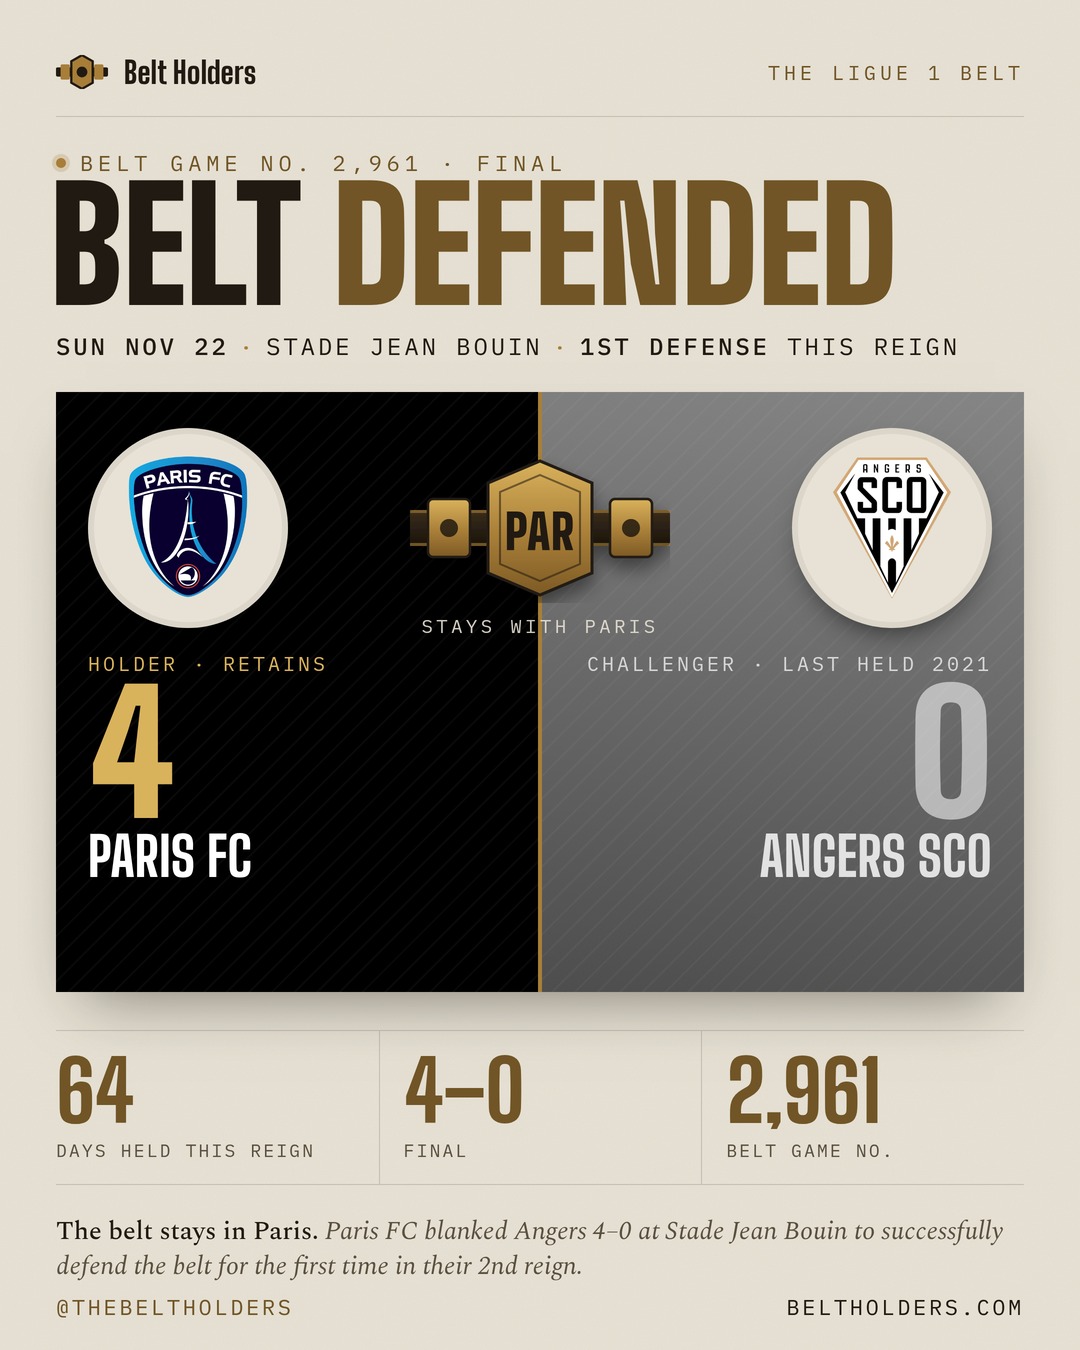 Belt Holders
THE LIGUE 1 BELT
BELT GAME NO. 2,961 · FINAL
BELT DEFENDED
SUN NOV 22 · STADE JEAN BOUIN · 1ST DEFENSE THIS REIGN
PARIS FC
PAR
ANGERS
SCO
STAYS WITH PARIS
HOLDER · RETAINS
CHALLENGER · LAST HELD 2021
4
0
PARIS FC
ANGERS SCO
64
4–0
2,961
DAYS HELD THIS REIGN
FINAL
BELT GAME NO.
The belt stays in Paris. Paris FC blanked Angers 4–0 at Stade Jean Bouin to successfully
defend the belt for the first time in their 2nd reign.
@THEBELTHOLDERS
BELTHOLDERS.COM